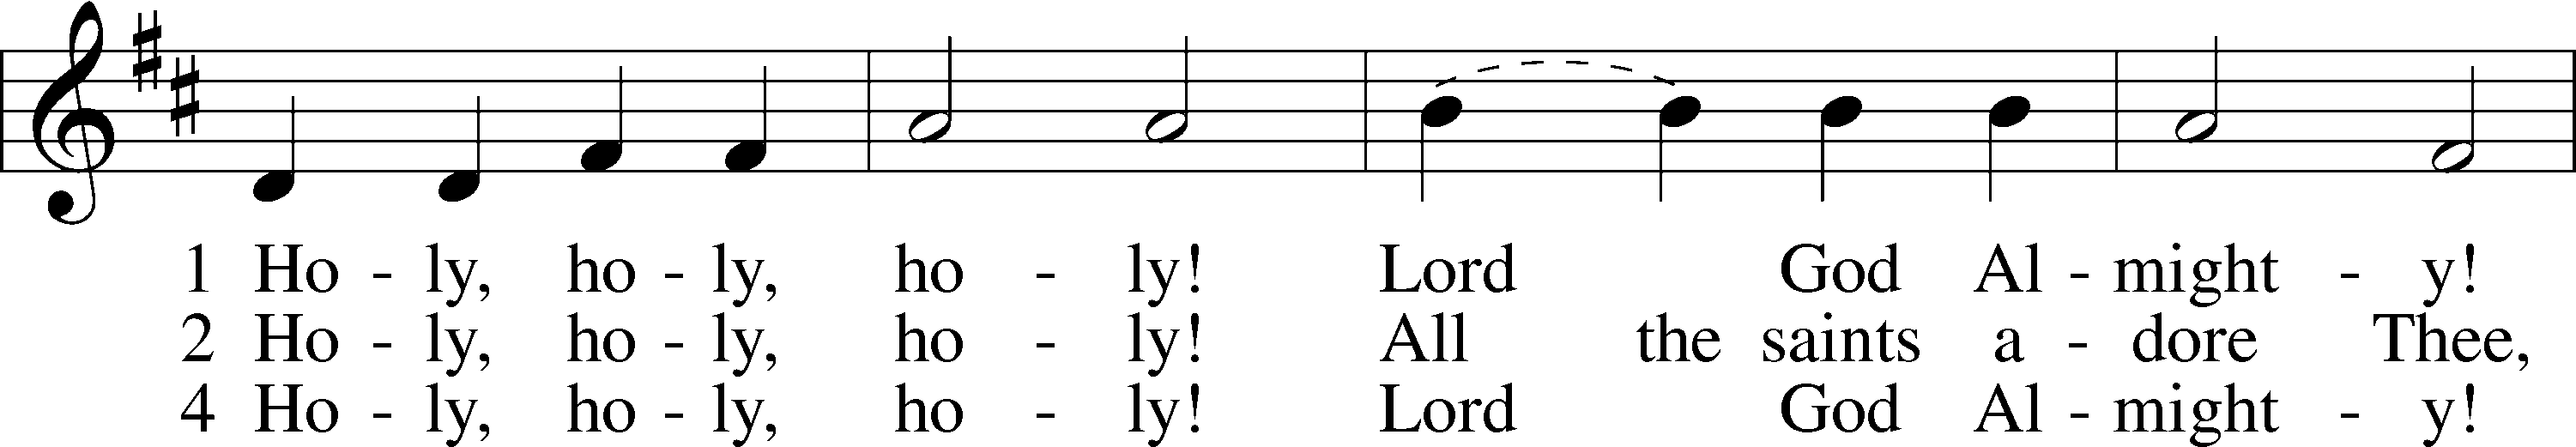 1 Ho - ly, ho - ly, ho - ly! Lord God Al - might - y!
2 Ho - ly, ho - ly, ho - ly! All the saints a - dore Thee,
4 Ho - ly, ho - ly, ho - ly! Lord God Al - might - y!